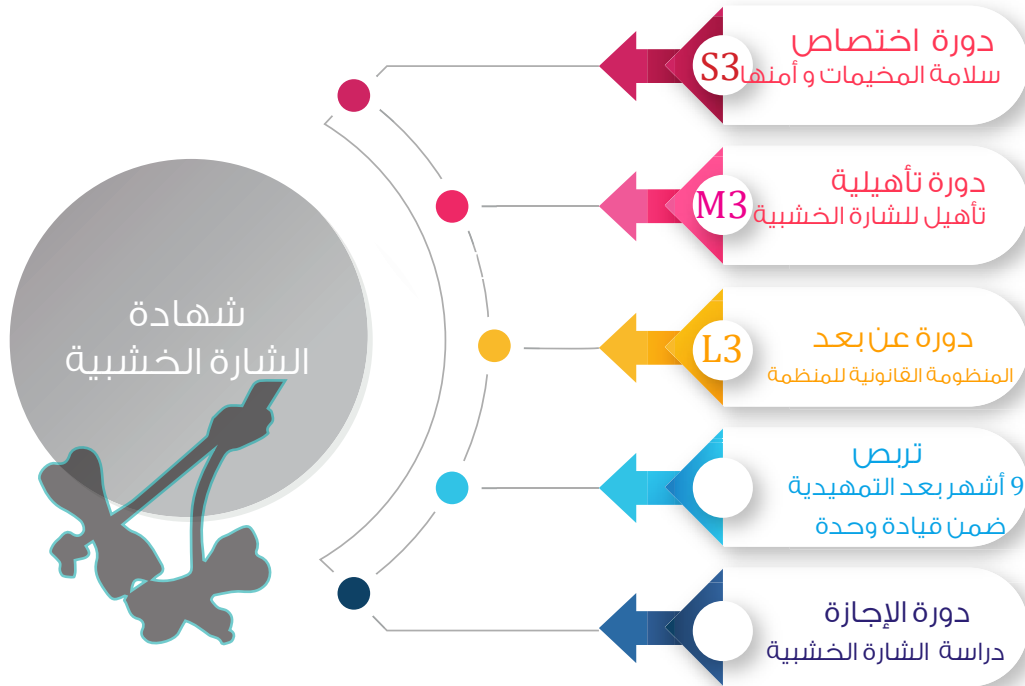 دورة اختصاص
سلامة المخيمات و أمنها
S3
دورة تأهيلية
تأهيل للشارة الخشبية
M3
شهادة
الشارة الخشبية
دورة عن بعد
المنظومة القانونية للمنظمة
L3
تربص
9 أشهر بعد التمهيدية
ضمن قيادة وحدة
دورة الإجازة
دراسة الشارة الخشبية